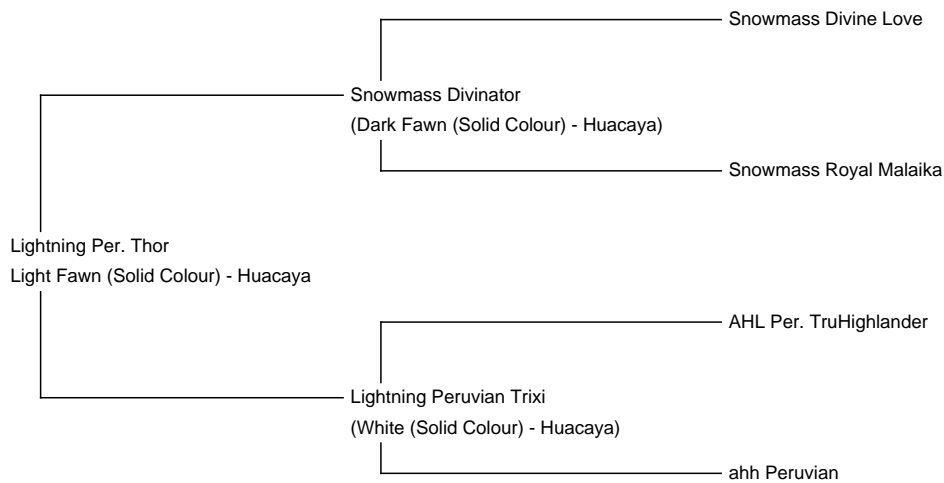 Snowmass Divine Love
Snowmass Divinator
(Dark Fawn (Solid Colour) - Huacaya)
Snowmass Royal Malaika
Lightning Per. Thor
Light Fawn (Solid Colour) - Huacaya
AHL Per. TruHighlander
Lightning Peruvian Trixi
(White (Solid Colour) - Huacaya)
ahh Peruvian